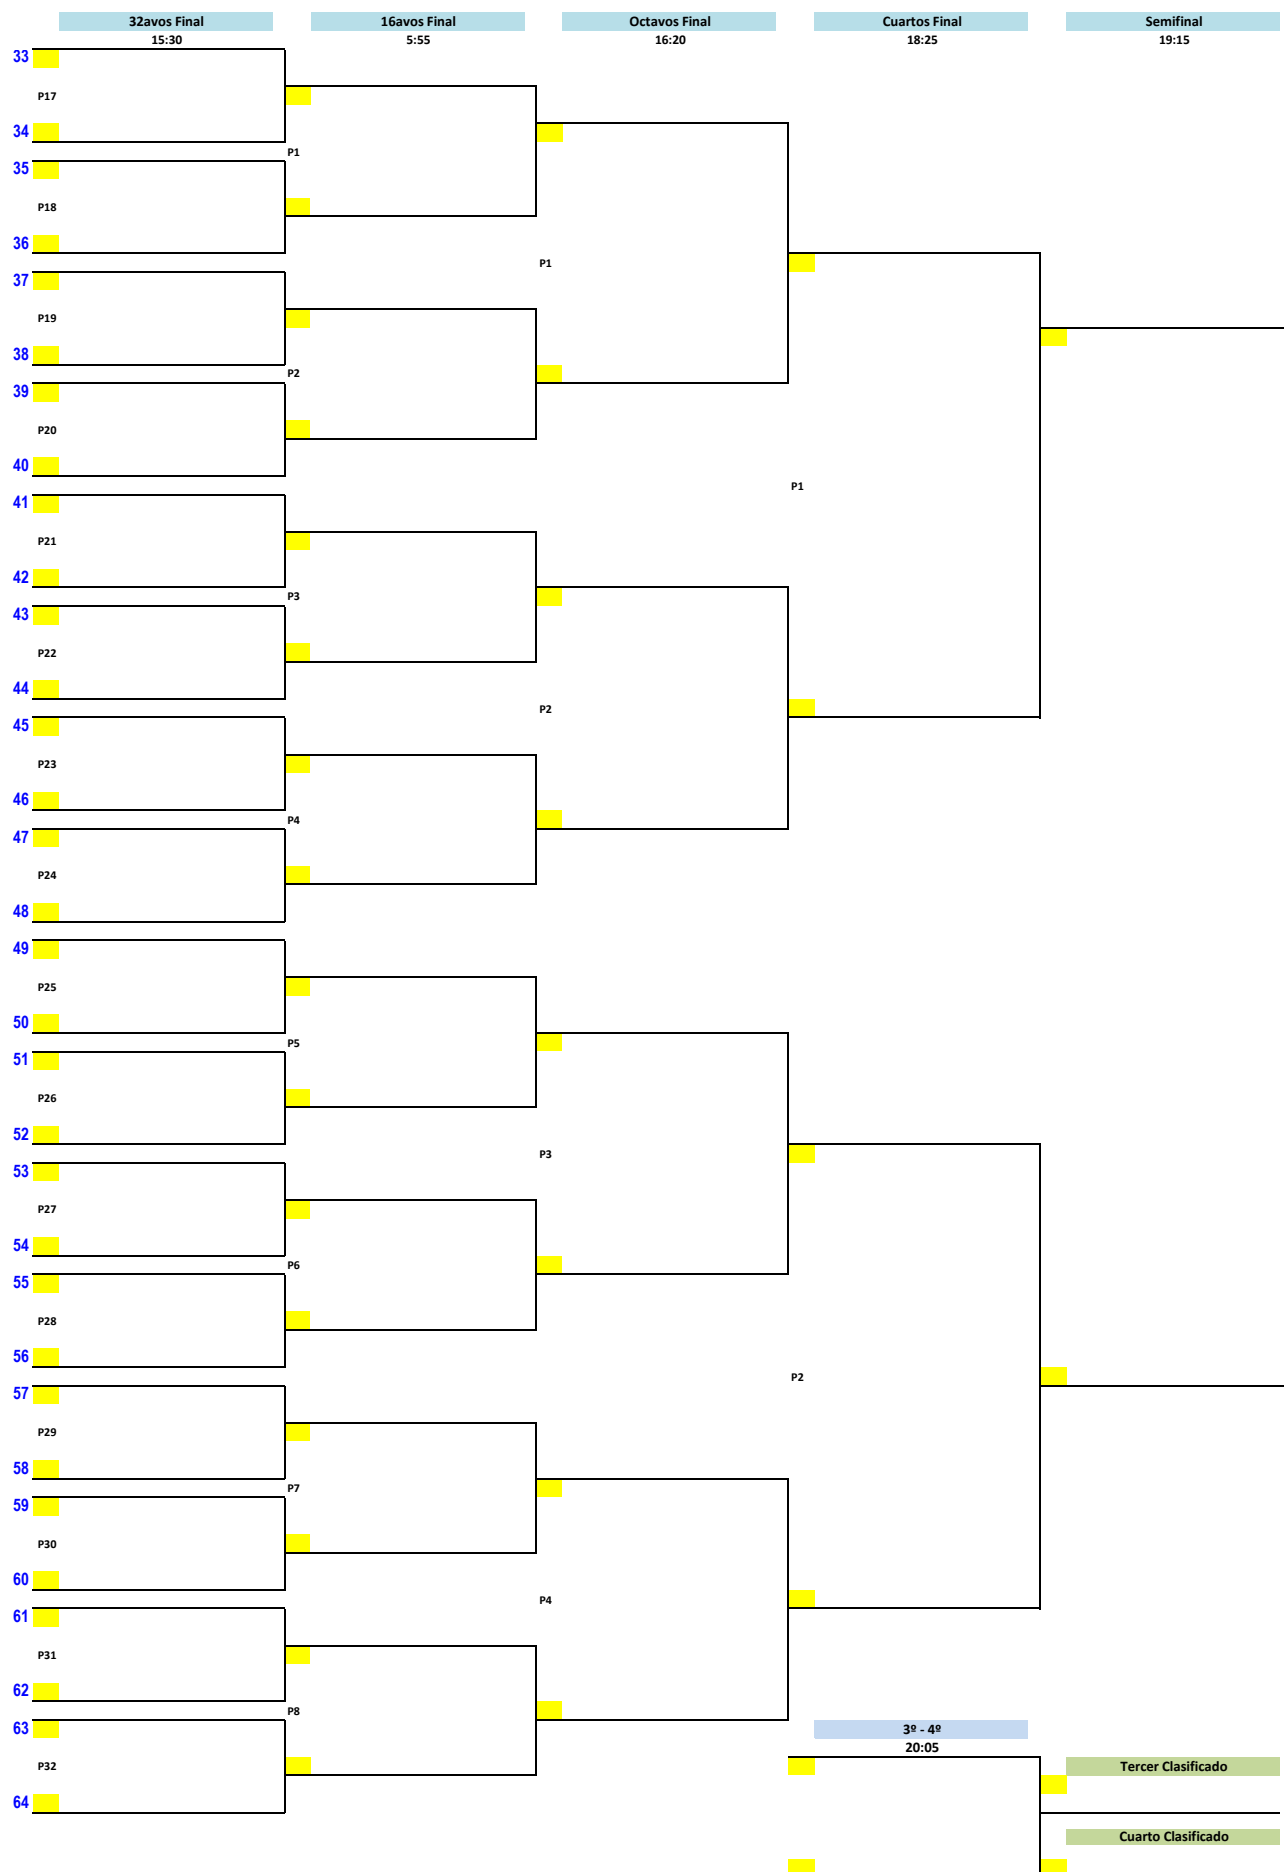 32avos Final 16avos Final Octavos Final Cuartos Final Semifinal
15:30 5:55 16:20 18:25 19:15
33
P17
34
P1
35
P18
36
P1
37
P19
38
P2
39
P20
40
P1
41
P21
42
P3
43
P22
44
P2
45
P23
46
P4
47
P24
48
49
P25
50
P5
51
P26
52
P3
53
P27
54
P6
55
P28
56
P2
57
P29
58
P7
59
P30
60
P4
61
P31
62
P8
63 3º - 4º
20:05
P32 Tercer Clasificado
64
Cuarto Clasificado